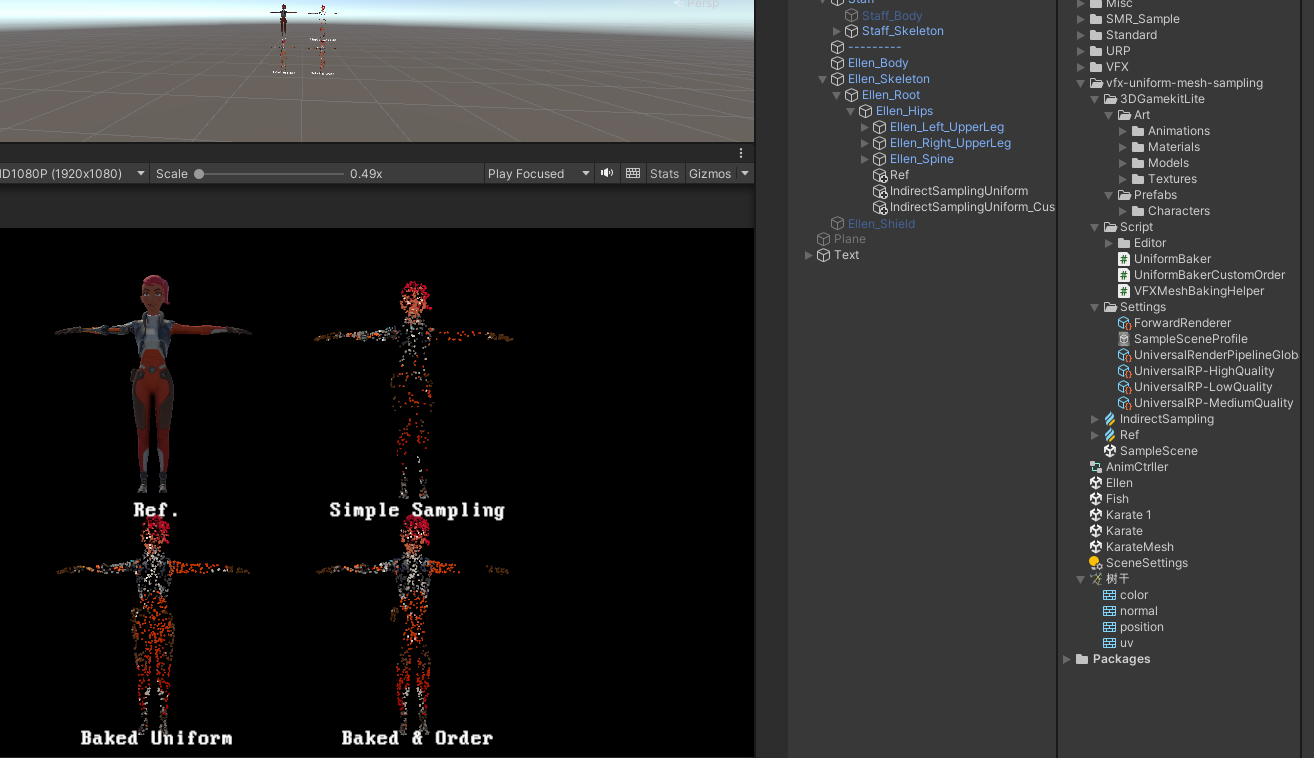 Persp
HD1080P (1920x1080)
Scale
0.49x
Play Focused
Stats
Gizmos
Ref.
Simple Sampling
Baked Uniform
Baked & Order
Staff
Staff_Body
Staff_Skeleton
---------
Ellen_Body
Ellen_Skeleton
Ellen_Root
Ellen_Hips
Ellen_Left_UpperLeg
Ellen_Right_UpperLeg
Ellen_Spine
Ref
IndirectSamplingUniform
IndirectSamplingUniform_Cus
Ellen_Shield
Plane
Text
Misc
SMR_Sample
Standard
URP
VFX
vfx-uniform-mesh-sampling
3DGamekitLite
Art
Animations
Materials
Models
Textures
Prefabs
Characters
Script
Editor
UniformBaker
UniformBakerCustomOrder
VFXMeshBakingHelper
Settings
ForwardRenderer
SampleSceneProfile
UniversalRenderPipelineGlob
UniversalRP-HighQuality
UniversalRP-LowQuality
UniversalRP-MediumQuality
IndirectSampling
Ref
SampleScene
AnimCtrller
Ellen
Fish
Karate 1
Karate
KarateMesh
SceneSettings
树干
color
normal
position
uv
Packages